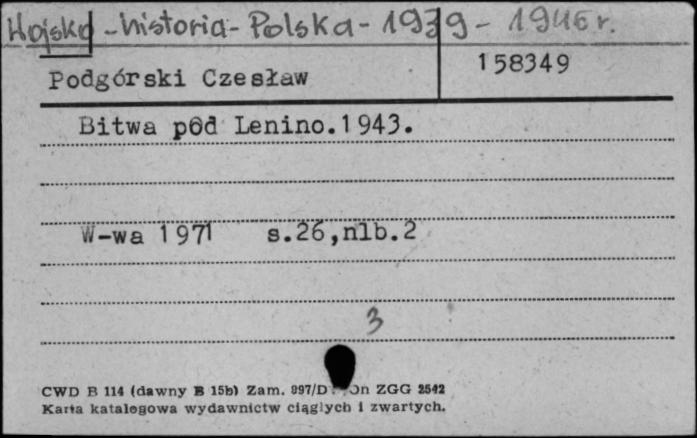 Wojsko - historia - Polska - 1939 - 1945 r.
Podgórski Czesław
158349
Bitwa pod Lenino.1943.
W-wa 1971 s.26,nlb.2
3
CWD B 114 (dawny B 15b) Zam. 997/D On ZGG 2542
Karta katalogowa wydawnictw ciągłych i zwartych.